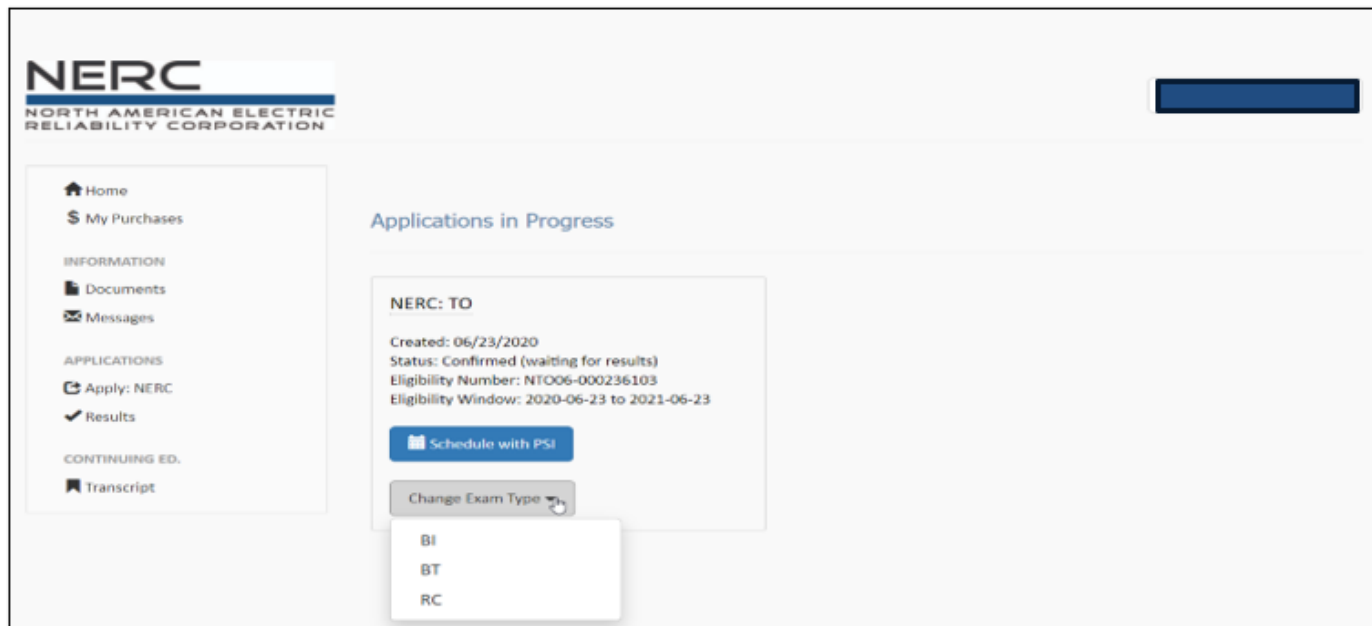 NERC
NORTH AMERICAN ELECTRIC
RELIABILITY CORPORATION
Home
$ My Purchases
INFORMATION
Documents
Messages
APPLICATIONS
Apply: NERC
Results
CONTINUING ED.
Transcript
Applications in Progress
NERC: TO
Created: 06/23/2020
Status: Confirmed (waiting for results)
Eligibility Number: NTO06-000236103
Eligibility Window: 2020-06-23 to 2021-06-23
Schedule with PSI
Change Exam Type
BI
BT
RC